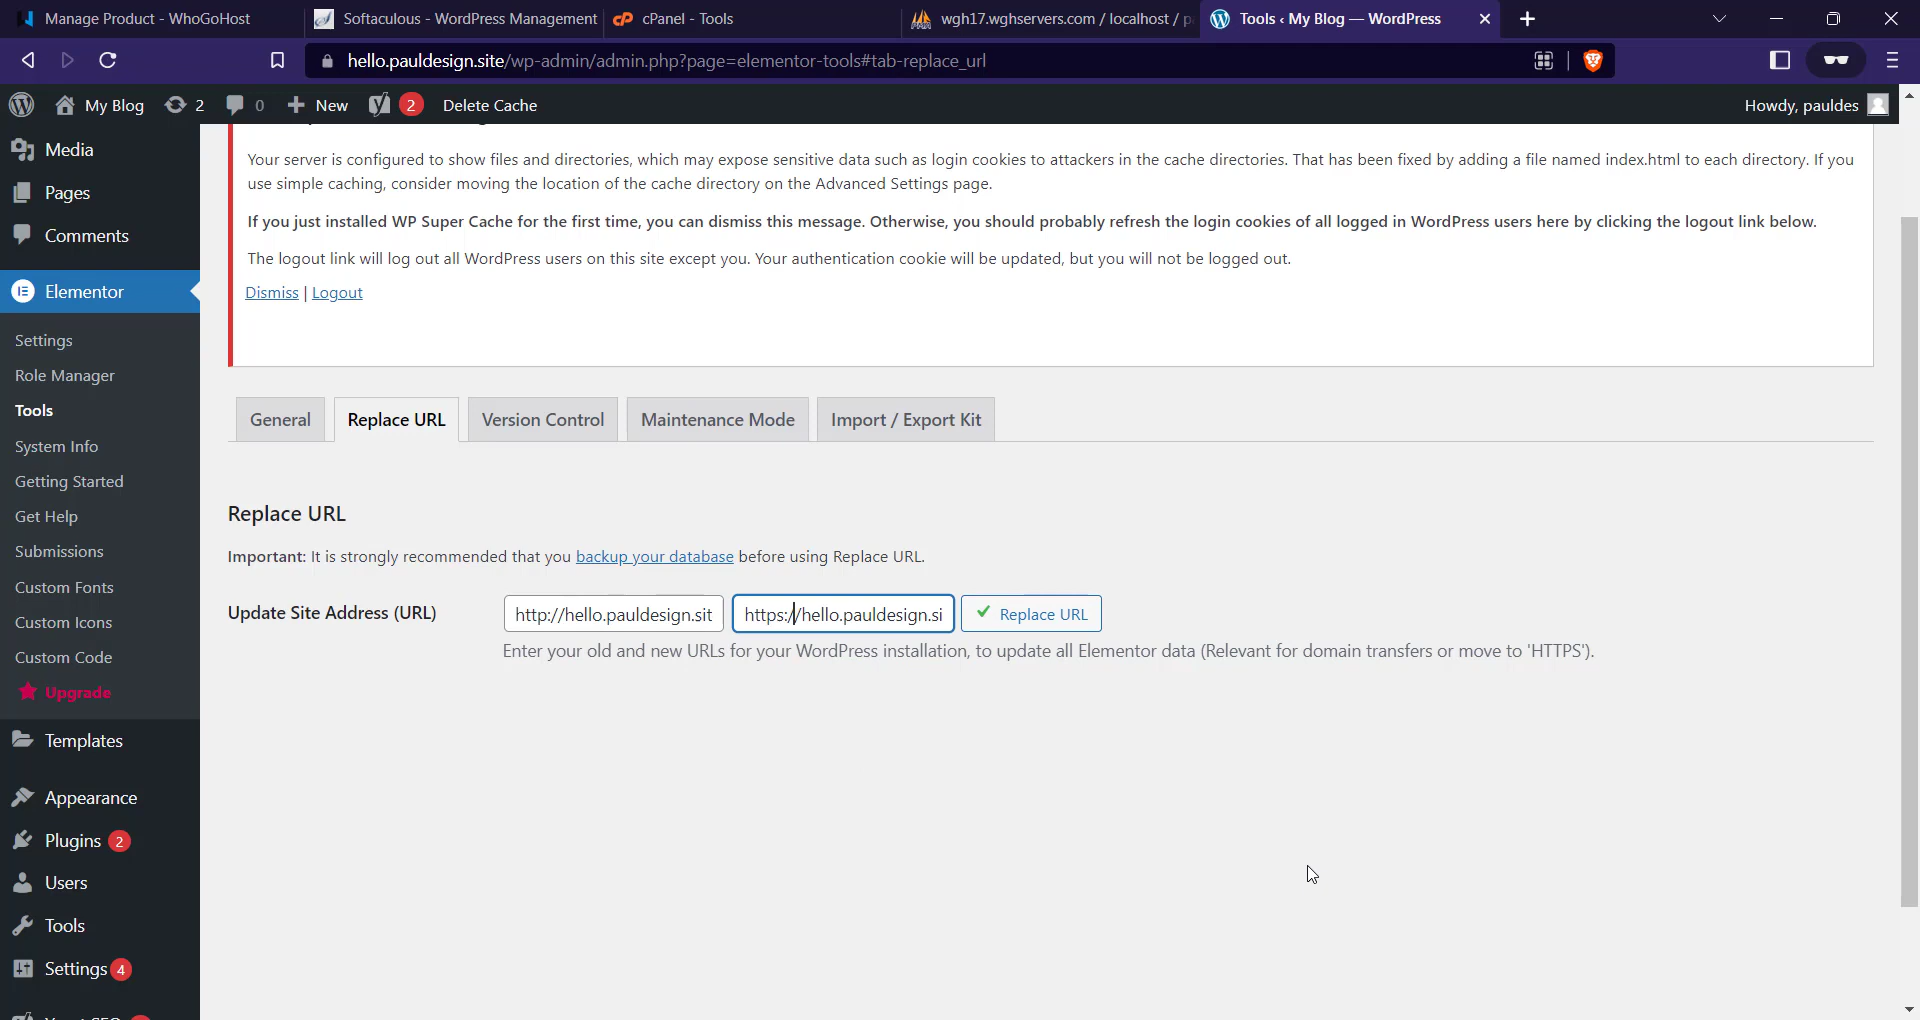 Manage Product - WhoGoHost
Softaculous - WordPress Management
cPanel - Tools
wgh17.wghservers.com / localhost / p
Tools ‹ My Blog — WordPress
hello.pauldesign.site/wp-admin/admin.php?page=elementor-tools#tab-replace_url
My Blog 2 0 New 2 Delete Cache
Howdy, pauldes
Media
Pages
Comments
Elementor
Settings
Role Manager
Tools
System Info
Getting Started
Get Help
Submissions
Custom Fonts
Custom Icons
Custom Code
Upgrade
Templates
Appearance
Plugins 2
Users
Tools
Settings 4
Your server is configured to show files and directories, which may expose sensitive data such as login cookies to attackers in the cache directories. That has been fixed by adding a file named index.html to each directory. If you
use simple caching, consider moving the location of the cache directory on the Advanced Settings page.
If you just installed WP Super Cache for the first time, you can dismiss this message. Otherwise, you should probably refresh the login cookies of all logged in WordPress users here by clicking the logout link below.
The logout link will log out all WordPress users on this site except you. Your authentication cookie will be updated, but you will not be logged out.
Dismiss | Logout
General
Replace URL
Version Control
Maintenance Mode
Import / Export Kit
Replace URL
Important: It is strongly recommended that you backup your database before using Replace URL.
Update Site Address (URL)
http://hello.pauldesign.sit
https://hello.pauldesign.si
Replace URL
Enter your old and new URLs for your WordPress installation, to update all Elementor data (Relevant for domain transfers or move to 'HTTPS').